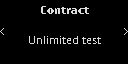 Contract
< Unlimited test >